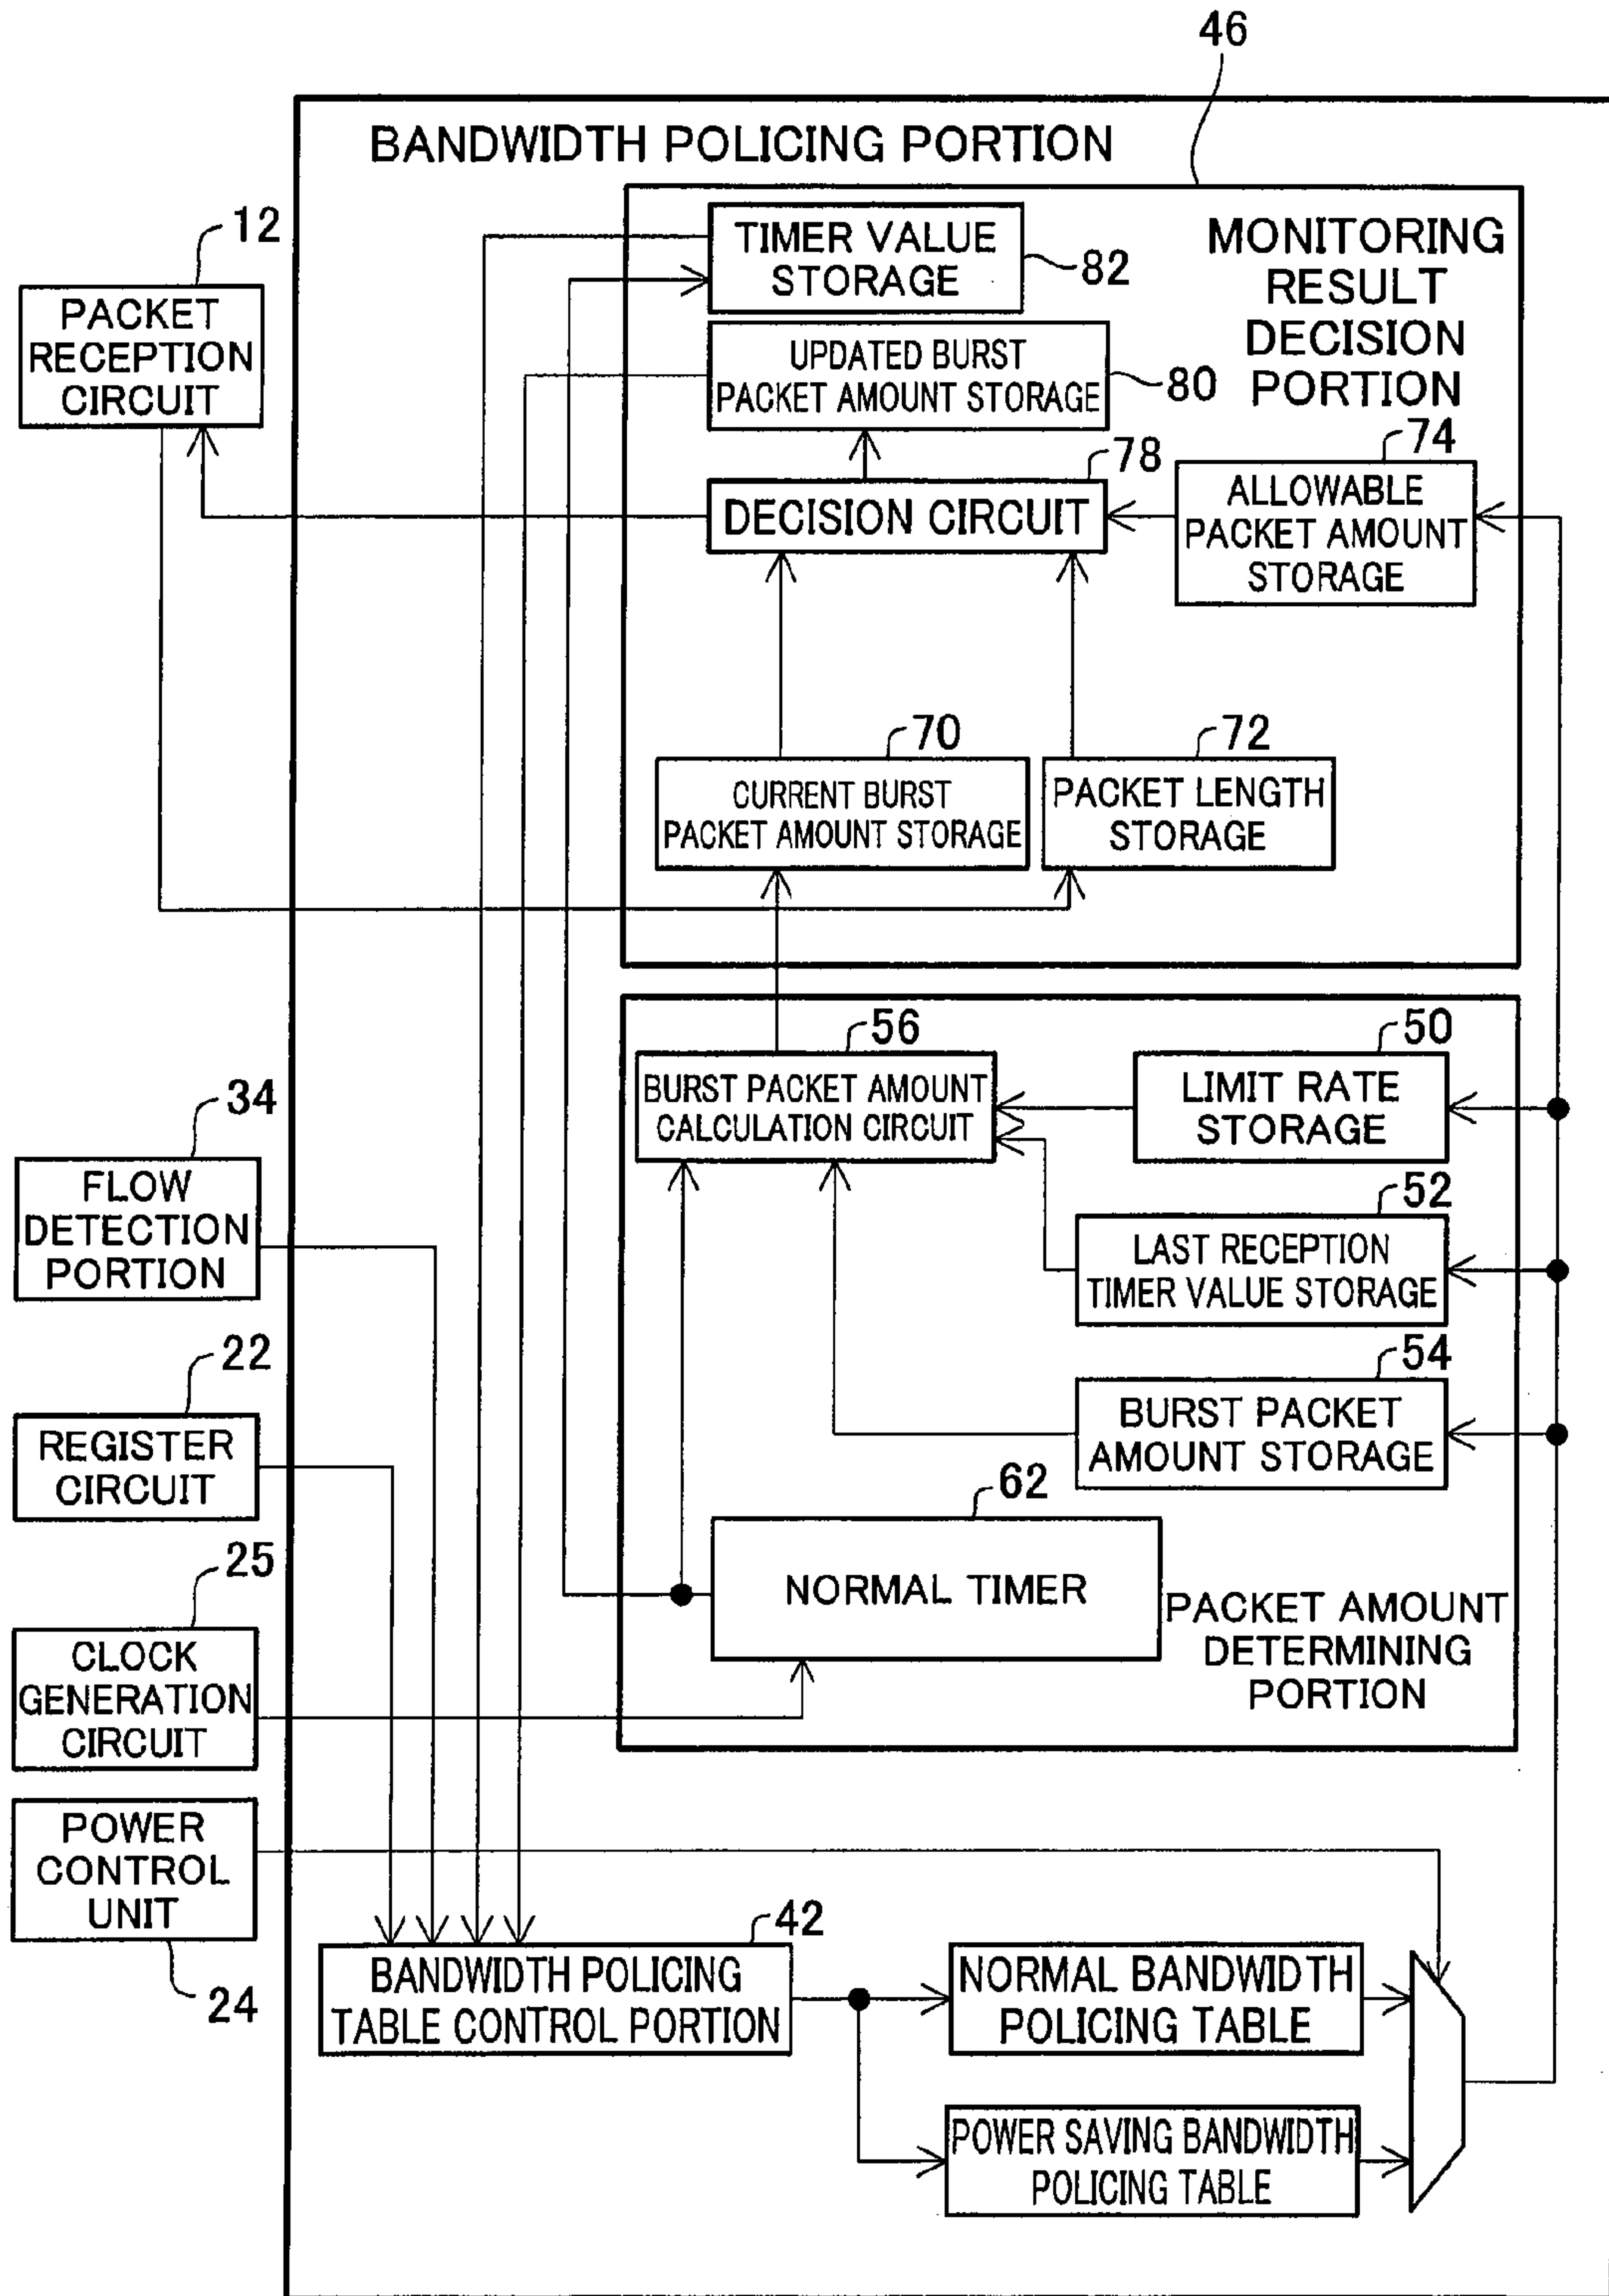 46
BANDWIDTH POLICING PORTION
12
PACKET
RECEPTION
CIRCUIT
TIMER VALUE
STORAGE
82
MONITORING
RESULT
DECISION
PORTION
UPDATED BURST
PACKET AMOUNT STORAGE
80
78
DECISION CIRCUIT
74
ALLOWABLE
PACKET AMOUNT
STORAGE
70
CURRENT BURST
PACKET AMOUNT STORAGE
72
PACKET LENGTH
STORAGE
56
BURST PACKET AMOUNT
CALCULATION CIRCUIT
50
LIMIT RATE
STORAGE
34
FLOW
DETECTION
PORTION
52
LAST RECEPTION
TIMER VALUE STORAGE
22
REGISTER
CIRCUIT
54
BURST PACKET
AMOUNT STORAGE
62
NORMAL TIMER
25
CLOCK
GENERATION
CIRCUIT
PACKET AMOUNT
DETERMINING
PORTION
POWER
CONTROL
UNIT
24
42
BANDWIDTH POLICING
TABLE CONTROL PORTION
NORMAL BANDWIDTH
POLICING TABLE
POWER SAVING BANDWIDTH
POLICING TABLE